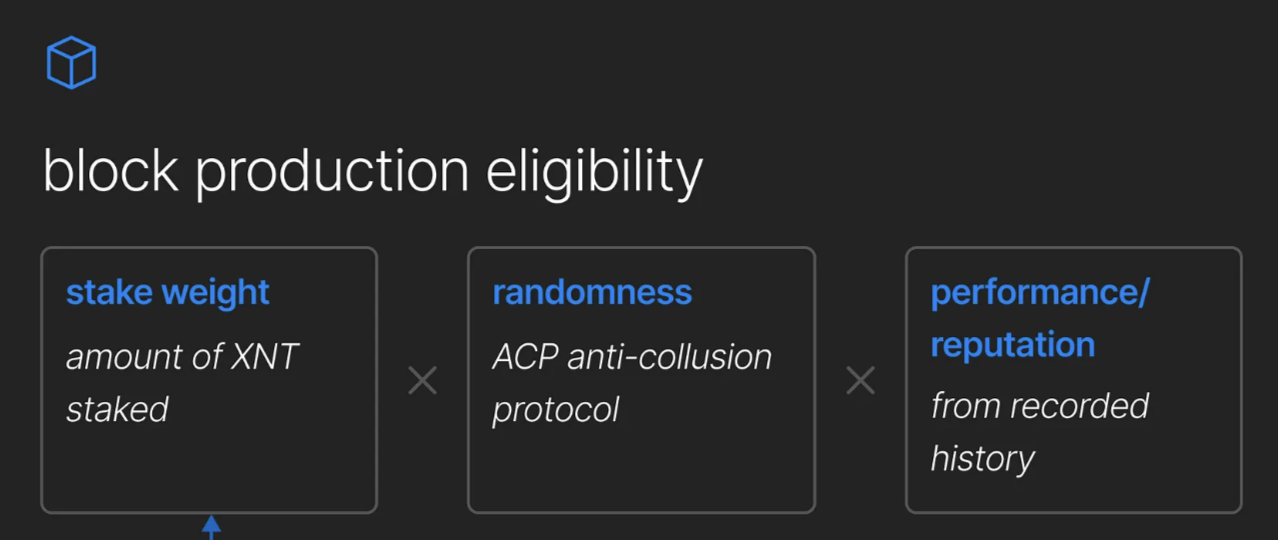 block production eligibility
stake weight
amount of XNT
staked
×
randomness
ACP anti-collusion
protocol
×
performance/
reputation
from recorded
history